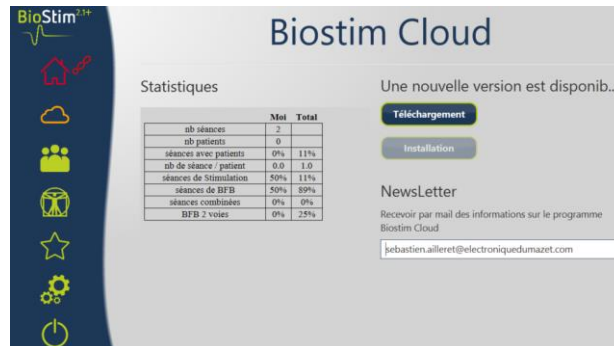 BioStim 2.1+
Biostim Cloud
Statistiques
Moi Total
nb séances 2
nb patients 0
séances avec patients 0% 11%
nb de séance / patient 0.0 1.0
séances de Stimulation 50% 11%
séances de BFB 50% 89%
séances combinées 0% 0%
BFB 2 voies 0% 25%
Une nouvelle version est disponib..
Téléchargement
Installation
NewsLetter
Recevoir par mail des informations sur le programme
Biostim Cloud
sebastien.ailleret@electroniquedumazet.com